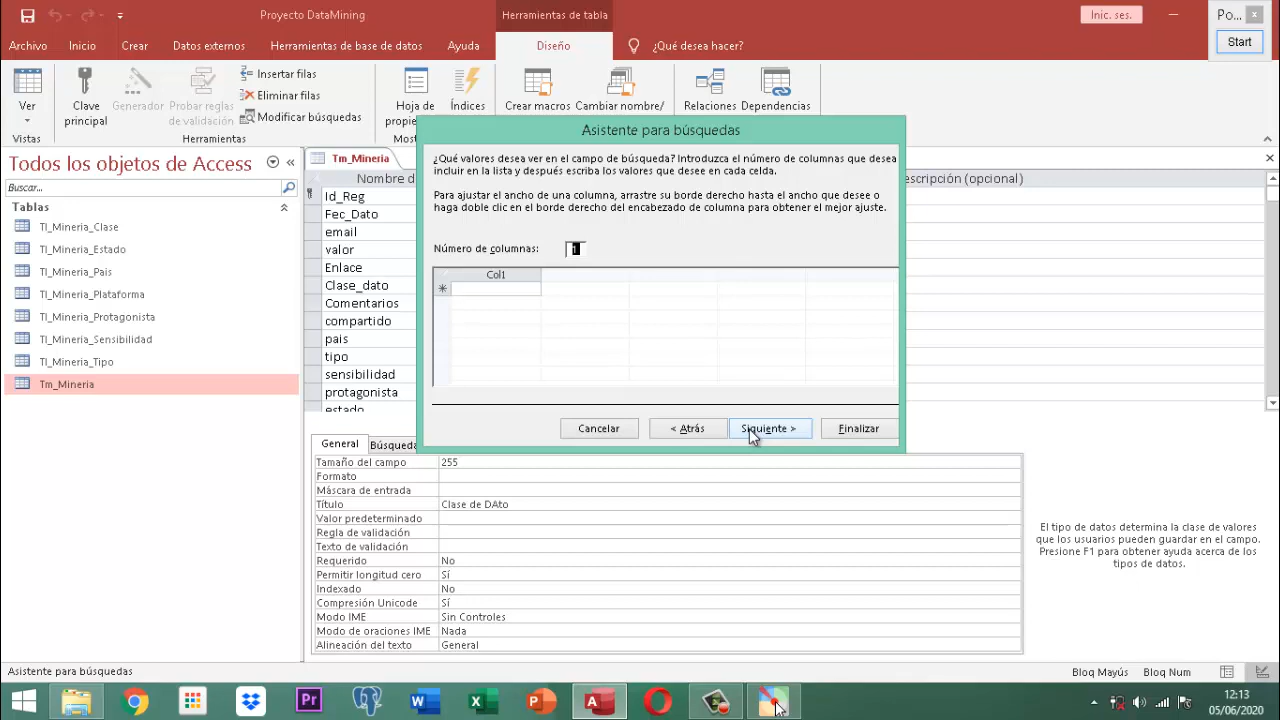 Proyecto DataMining
Herramientas de tabla
Inic. ses.
Po...
Archivo
Inicio
Crear
Datos externos
Herramientas de base de datos
Ayuda
Diseño
¿Qué desea hacer?
Start
Ver
Clave principal
Generador
Probar reglas de validación
Insertar filas
Eliminar filas
Modificar búsquedas
Hoja de
Índices
Crear macros
Cambiar nombre/
Relaciones
Dependencias
Vistas
Herramientas
Asistente para búsquedas
Todos los objetos de Access
Buscar...
Tablas
Tl_Mineria_Clase
Tl_Mineria_Estado
Tl_Mineria_Pais
Tl_Mineria_Plataforma
Tl_Mineria_Protagonista
Tl_Mineria_Sensibilidad
Tl_Mineria_Tipo
Tm_Mineria
Tm_Mineria
Nombre d
scripción (opcional)
Id_Reg
Fec_Dato
email
valor
Enlace
Clase_dato
Comentarios
compartido
pais
tipo
sensibilidad
protagonista
estado
¿Qué valores desea ver en el campo de búsqueda? Introduzca el número de columnas que desea
incluir en la lista y después escriba los valores que desee en cada celda.
Para ajustar el ancho de una columna, arrastre su borde derecho hasta el ancho que desee o
haga doble clic en el borde derecho del encabezado de columna para obtener el mejor ajuste.
Número de columnas: 1
Col1
Cancelar
< Atrás
Siguiente >
Finalizar
General
Búsqueda
Tamaño del campo 255
Formato
Máscara de entrada
Título Clase de DAto
Valor predeterminado
Regla de validación
Texto de validación
Requerido No
Permitir longitud cero Sí
Indexado No
Compresión Unicode Sí
Modo IME Sin Controles
Modo de oraciones IME Nada
Alineación del texto General
El tipo de datos determina la clase de valores
que los usuarios pueden guardar en el campo.
Presione F1 para obtener ayuda acerca de los
tipos de datos.
Asistente para búsquedas
Bloq Mayús
Bloq Num
12:13
05/06/2020